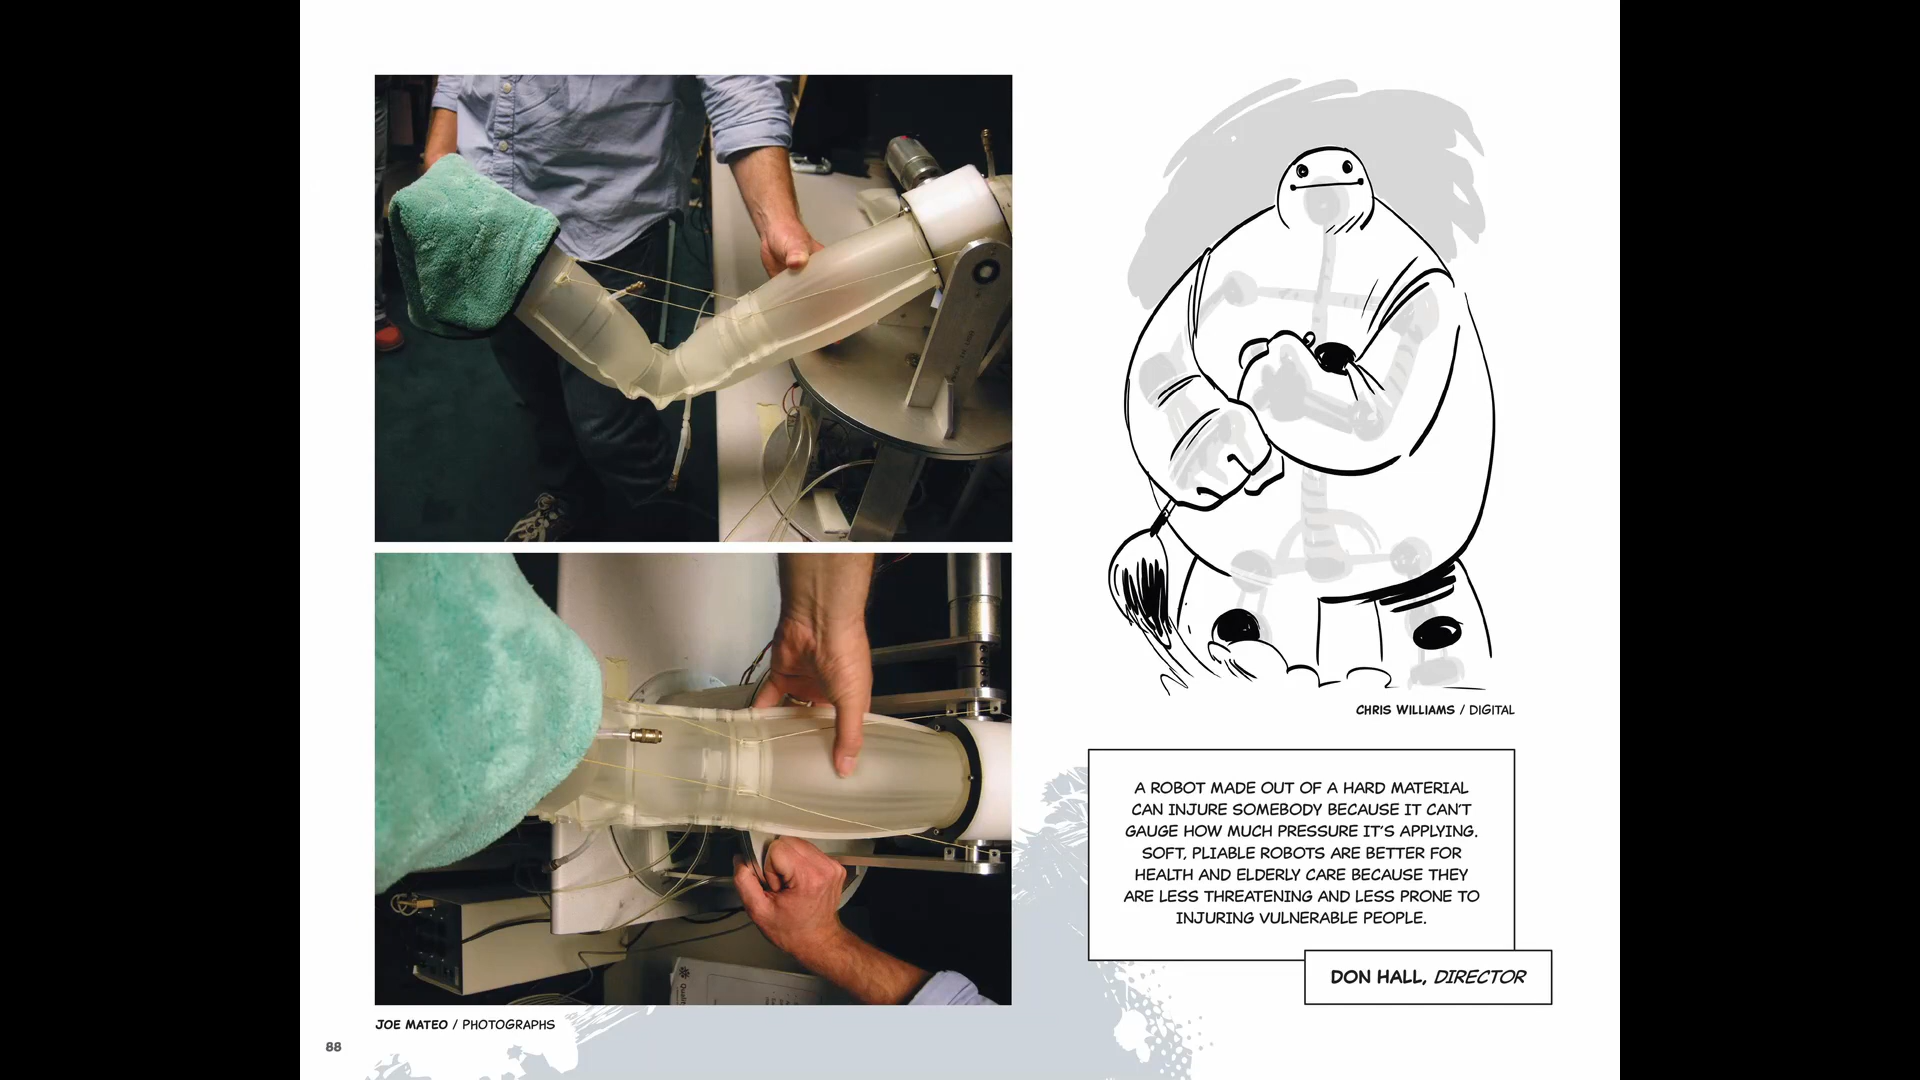 CHRIS WILLIAMS / DIGITAL
A ROBOT MADE OUT OF A HARD MATERIAL
CAN INJURE SOMEBODY BECAUSE IT CAN'T
GAUGE HOW MUCH PRESSURE IT'S APPLYING.
SOFT, PLIABLE ROBOTS ARE BETTER FOR
HEALTH AND ELDERLY CARE BECAUSE THEY
ARE LESS THREATENING AND LESS PRONE TO
INJURING VULNERABLE PEOPLE.
DON HALL, DIRECTOR
JOE MATEO / PHOTOGRAPHS
88